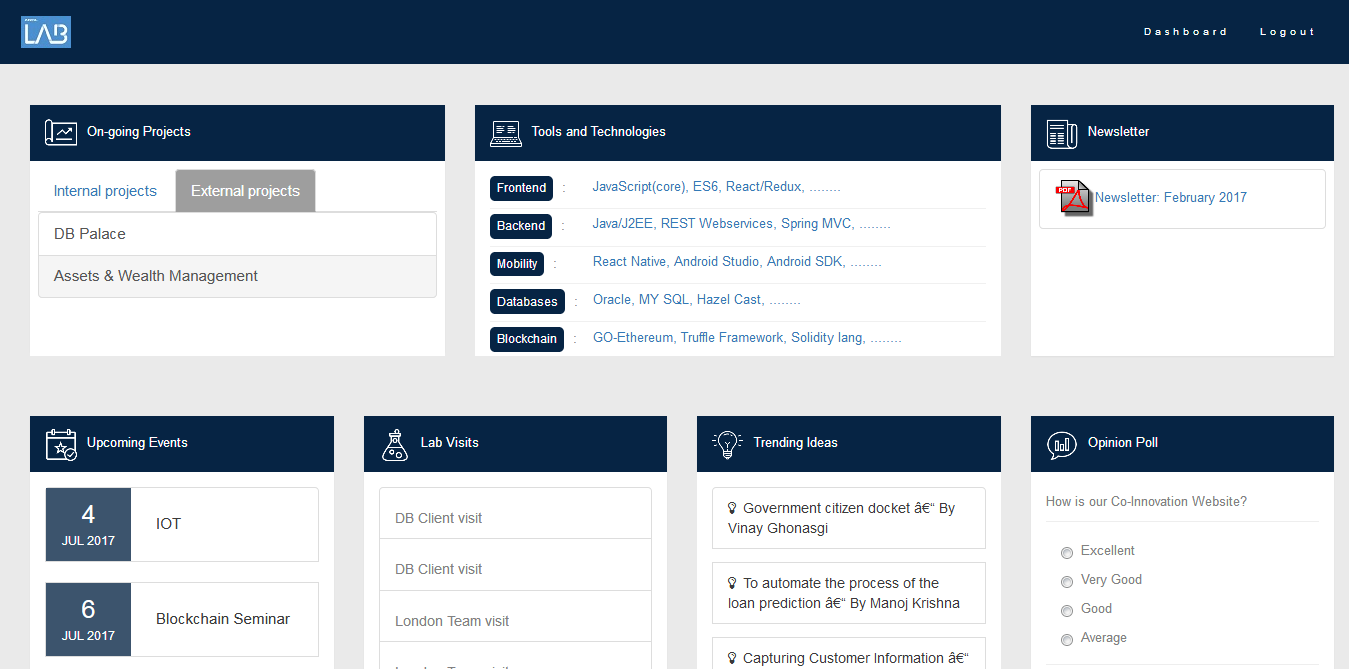 LAB
Dashboard
Logout
On-going Projects
Internal projects
External projects
DB Palace
Assets & Wealth Management
Tools and Technologies
Frontend : JavaScript(core), ES6, React/Redux, ........
Backend : Java/J2EE, REST Webservices, Spring MVC, ........
Mobility : React Native, Android Studio, Android SDK, ........
Databases : Oracle, MY SQL, Hazel Cast, ........
Blockchain : GO-Ethereum, Truffle Framework, Solidity lang, ........
Newsletter
PDF
Newsletter: February 2017
Upcoming Events
4
JUL 2017
IOT
6
JUL 2017
Blockchain Seminar
Lab Visits
DB Client visit
DB Client visit
London Team visit
London Team visit
Trending Ideas
Government citizen docket â€“ By
Vinay Ghonasgi
To automate the process of the
loan prediction â€“ By Manoj Krishna
Capturing Customer Information â€“
Opinion Poll
How is our Co-Innovation Website?
Excellent
Very Good
Good
Average